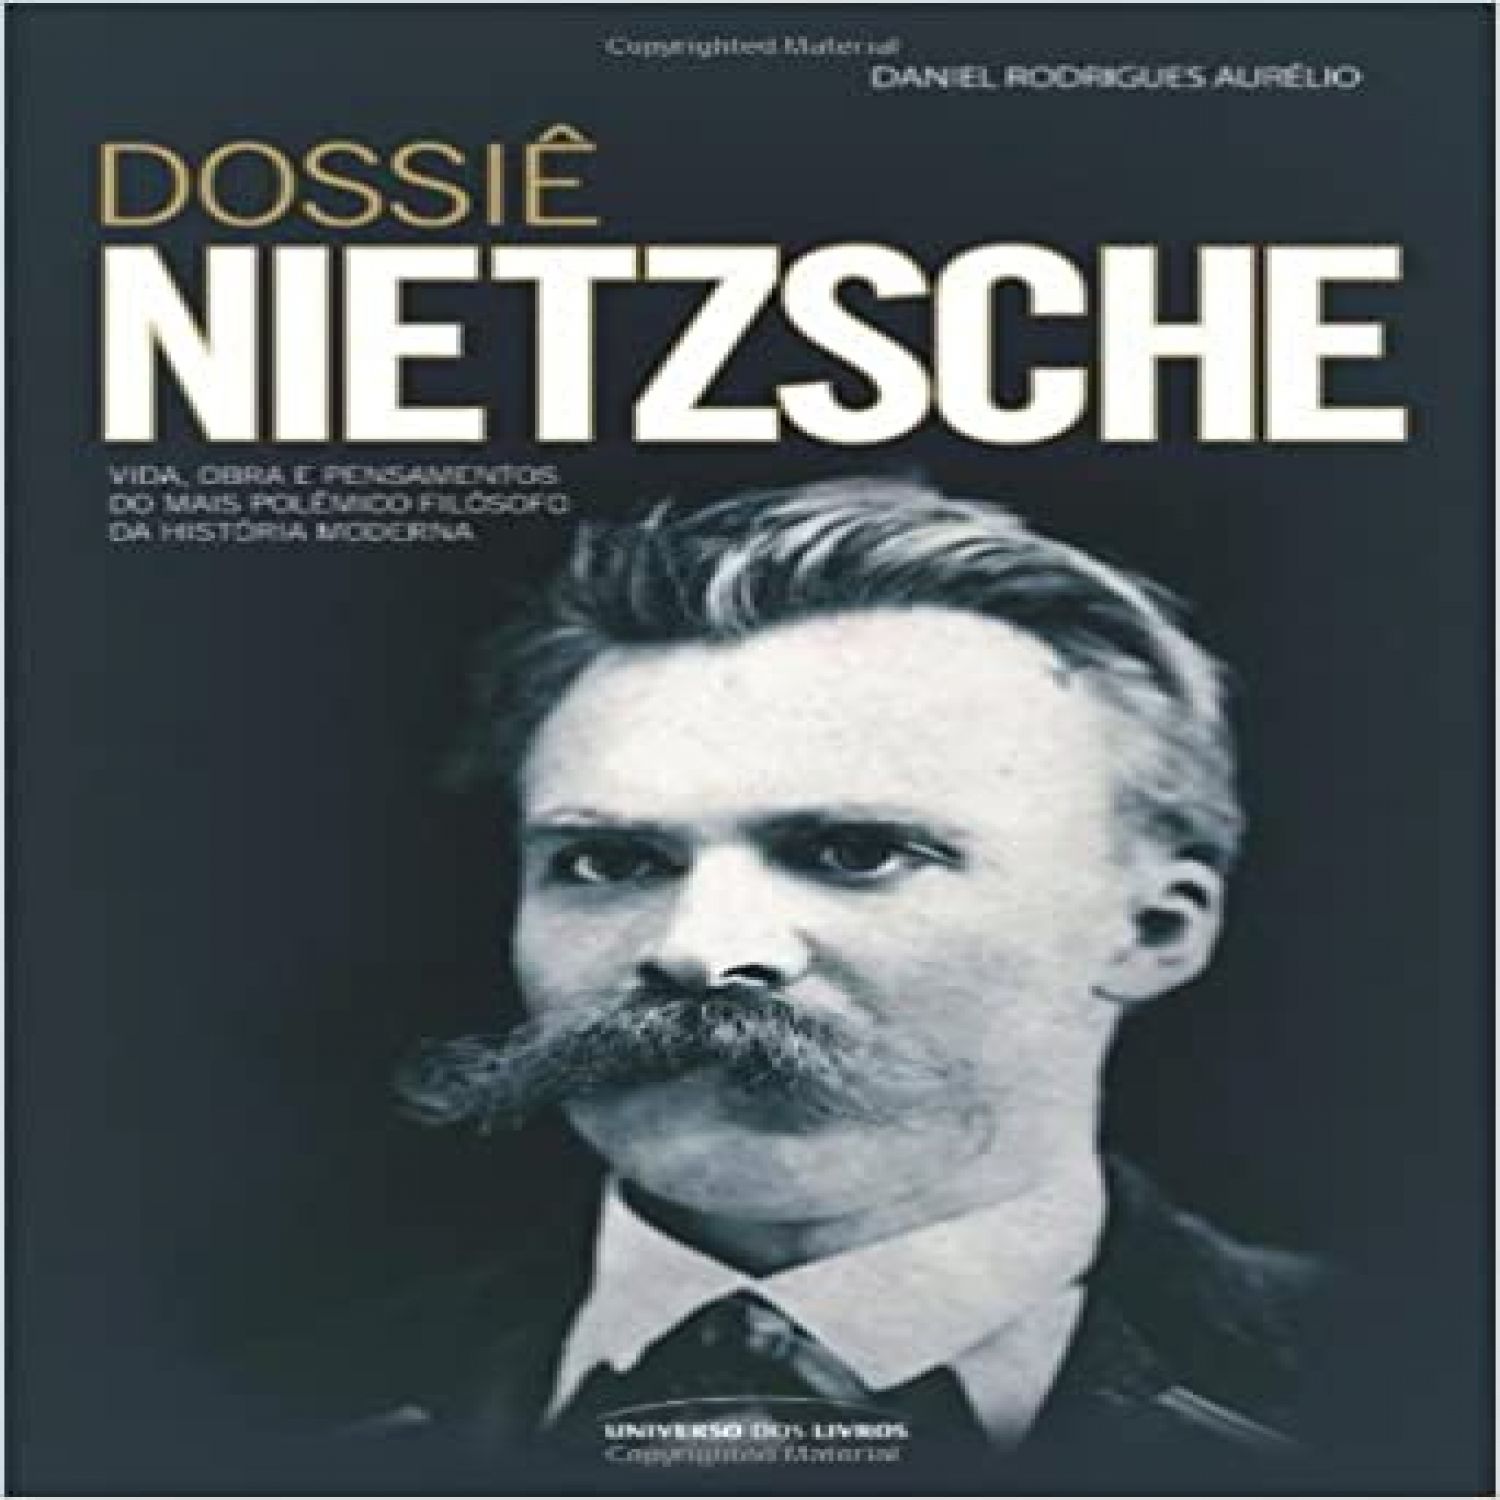 Copyrighted Material
DANIEL RODRIGUES AURÉLIO
DOSSIÊ
NIETZSCHE
VIDA, OBRA E PENSAMENTOS
DO MAIS POLÊMICO FILÓSOFO
DA HISTÓRIA MODERNA
UNIVERSO DOS LIVROS
Copyrighted Material